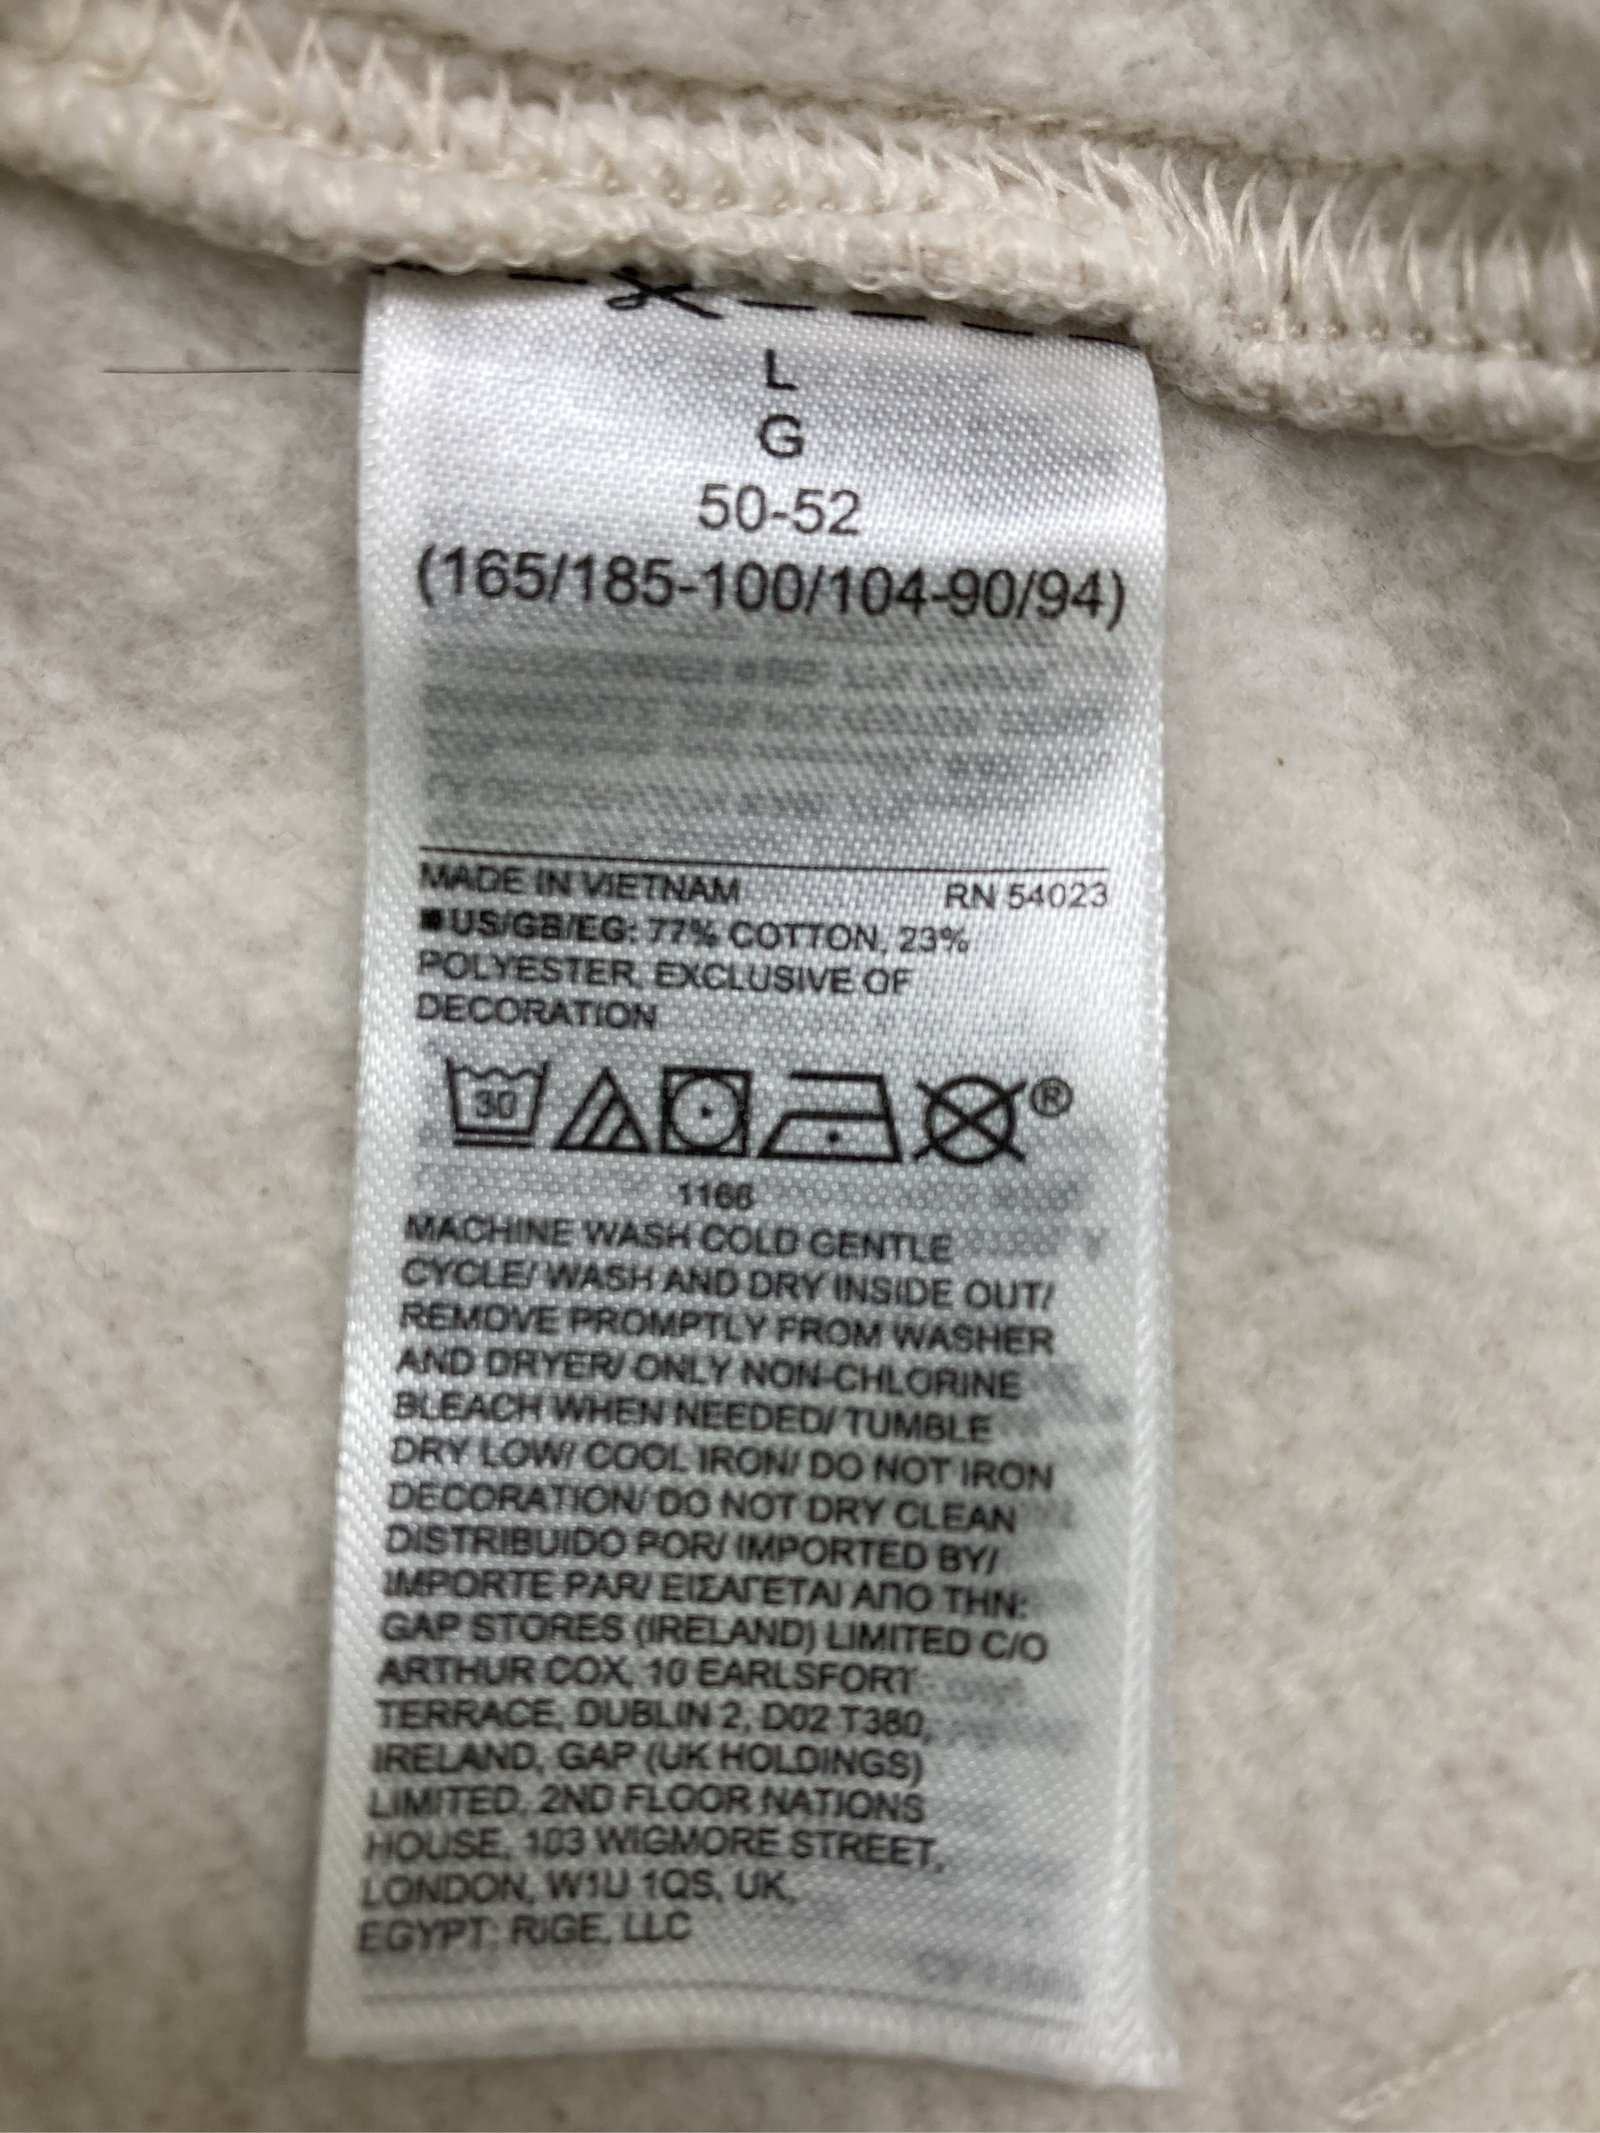 L
G
50-52
(165/185-100/104-90/94)
MADE IN VIETNAM RN 54023
US/GB/EG: 77% COTTON, 23%
POLYESTER, EXCLUSIVE OF
DECORATION
30 ®
1166
MACHINE WASH COLD GENTLE
CYCLE/ WASH AND DRY INSIDE OUT/
REMOVE PROMPTLY FROM WASHER
AND DRYER/ ONLY NON-CHLORINE
BLEACH WHEN NEEDED/ TUMBLE
DRY LOW/ COOL IRON/ DO NOT IRON
DECORATION/ DO NOT DRY CLEAN
DISTRIBUIDO POR/ IMPORTED BY/
IMPORTE PAR/ ΕΙΣΑΓΕΤΑΙ ΑΠΟ ΤΗΝ:
GAP STORES (IRELAND) LIMITED C/O
ARTHUR COX, 10 EARLSFORT
TERRACE, DUBLIN 2, D02 T380,
IRELAND, GAP (UK HOLDINGS)
LIMITED, 2ND FLOOR NATIONS
HOUSE, 103 WIGMORE STREET,
LONDON, W1U 1QS, UK,
EGYPT: RIGE, LLC